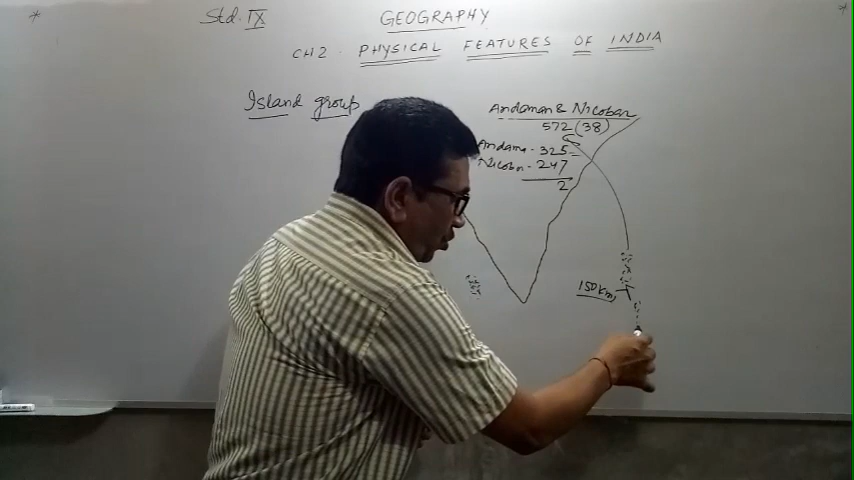 * Std. IX GEOGRAPHY *
CH2. PHYSICAL FEATURES OF INDIA
Island group
Andaman & Nicobar
572 (38)
Andama - 325
Nicobar - 247
2
150km